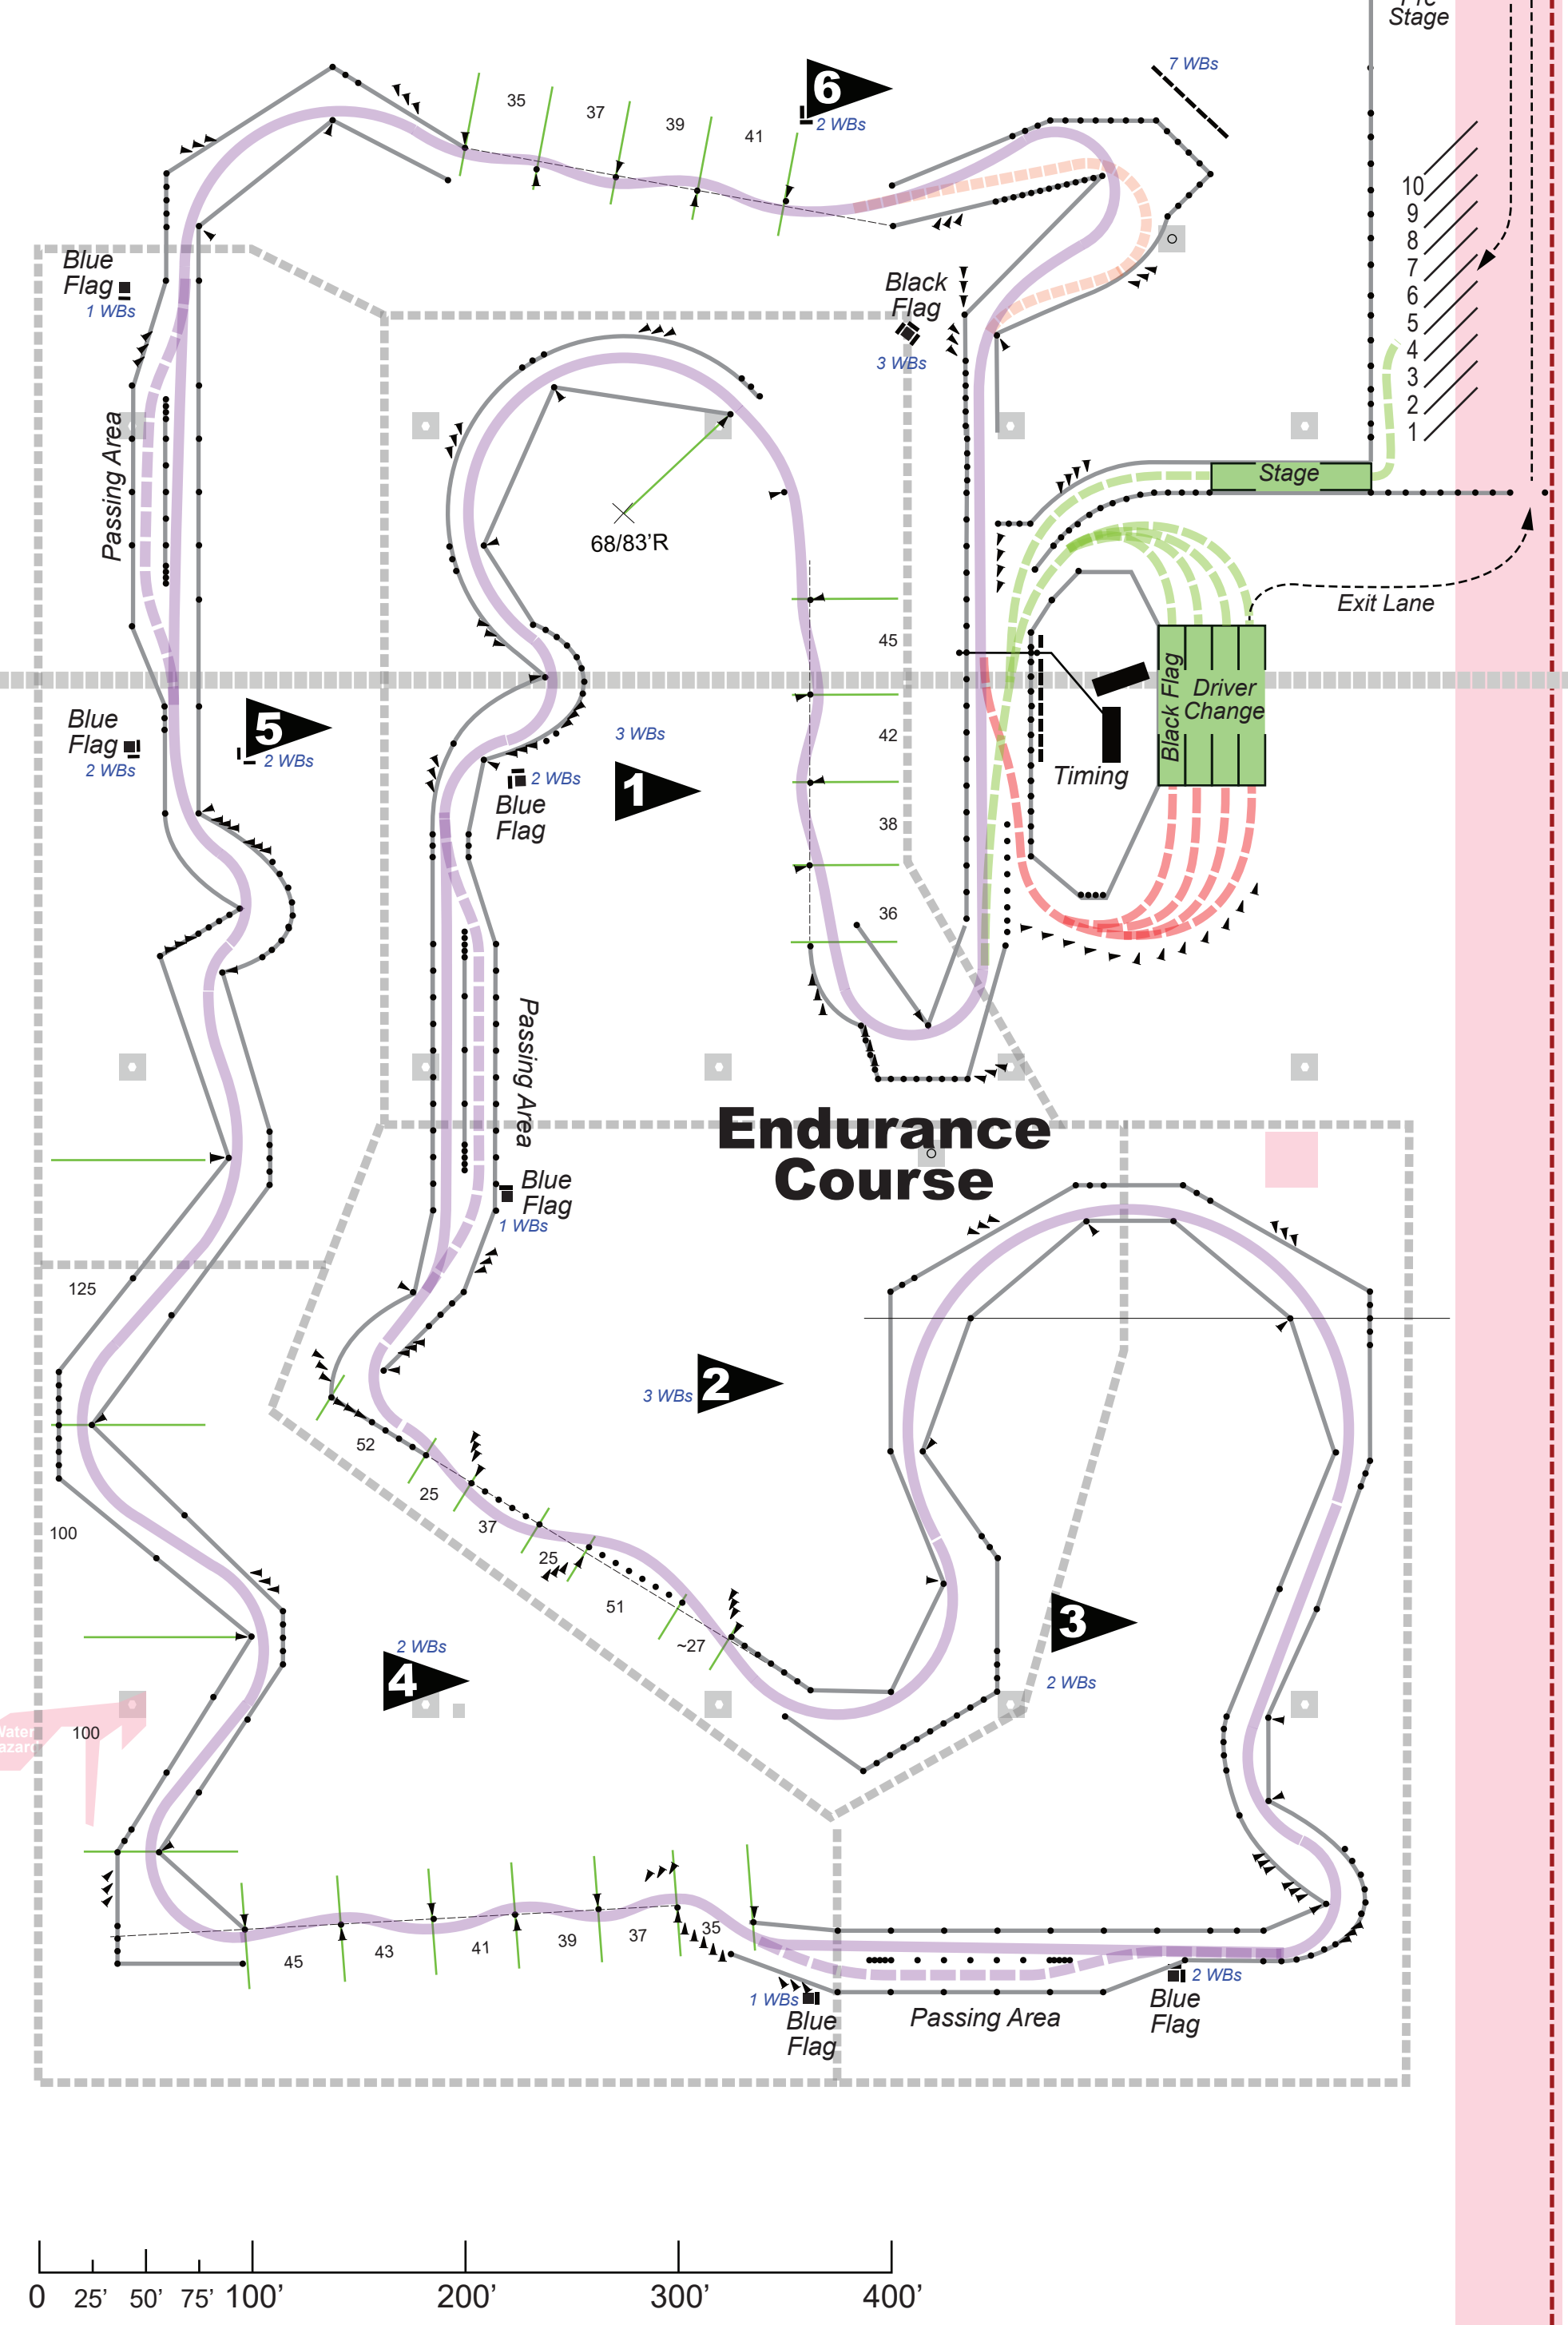 Stage
7 WBs
6
2 WBs
35
37
39
41
10
9
8
7
6
5
4
3
2
1
Blue
Flag
1 WBs
Black
Flag
3 WBs
Passing Area
Stage
68/83'R
Exit Lane
45
Black Flag
Driver
Change
Timing
Blue
Flag
2 WBs
5
2 WBs
3 WBs
1
2 WBs
Blue
Flag
42
38
36
Passing Area
Endurance
Course
Blue
Flag
1 WBs
125
3 WBs
2
52
25
37
25
51
~27
100
3
2 WBs
2 WBs
4
100
45
43
41
39
37
35
1 WBs
Blue
Flag
Passing Area
2 WBs
Blue
Flag
0
25'
50'
75'
100'
200'
300'
400'